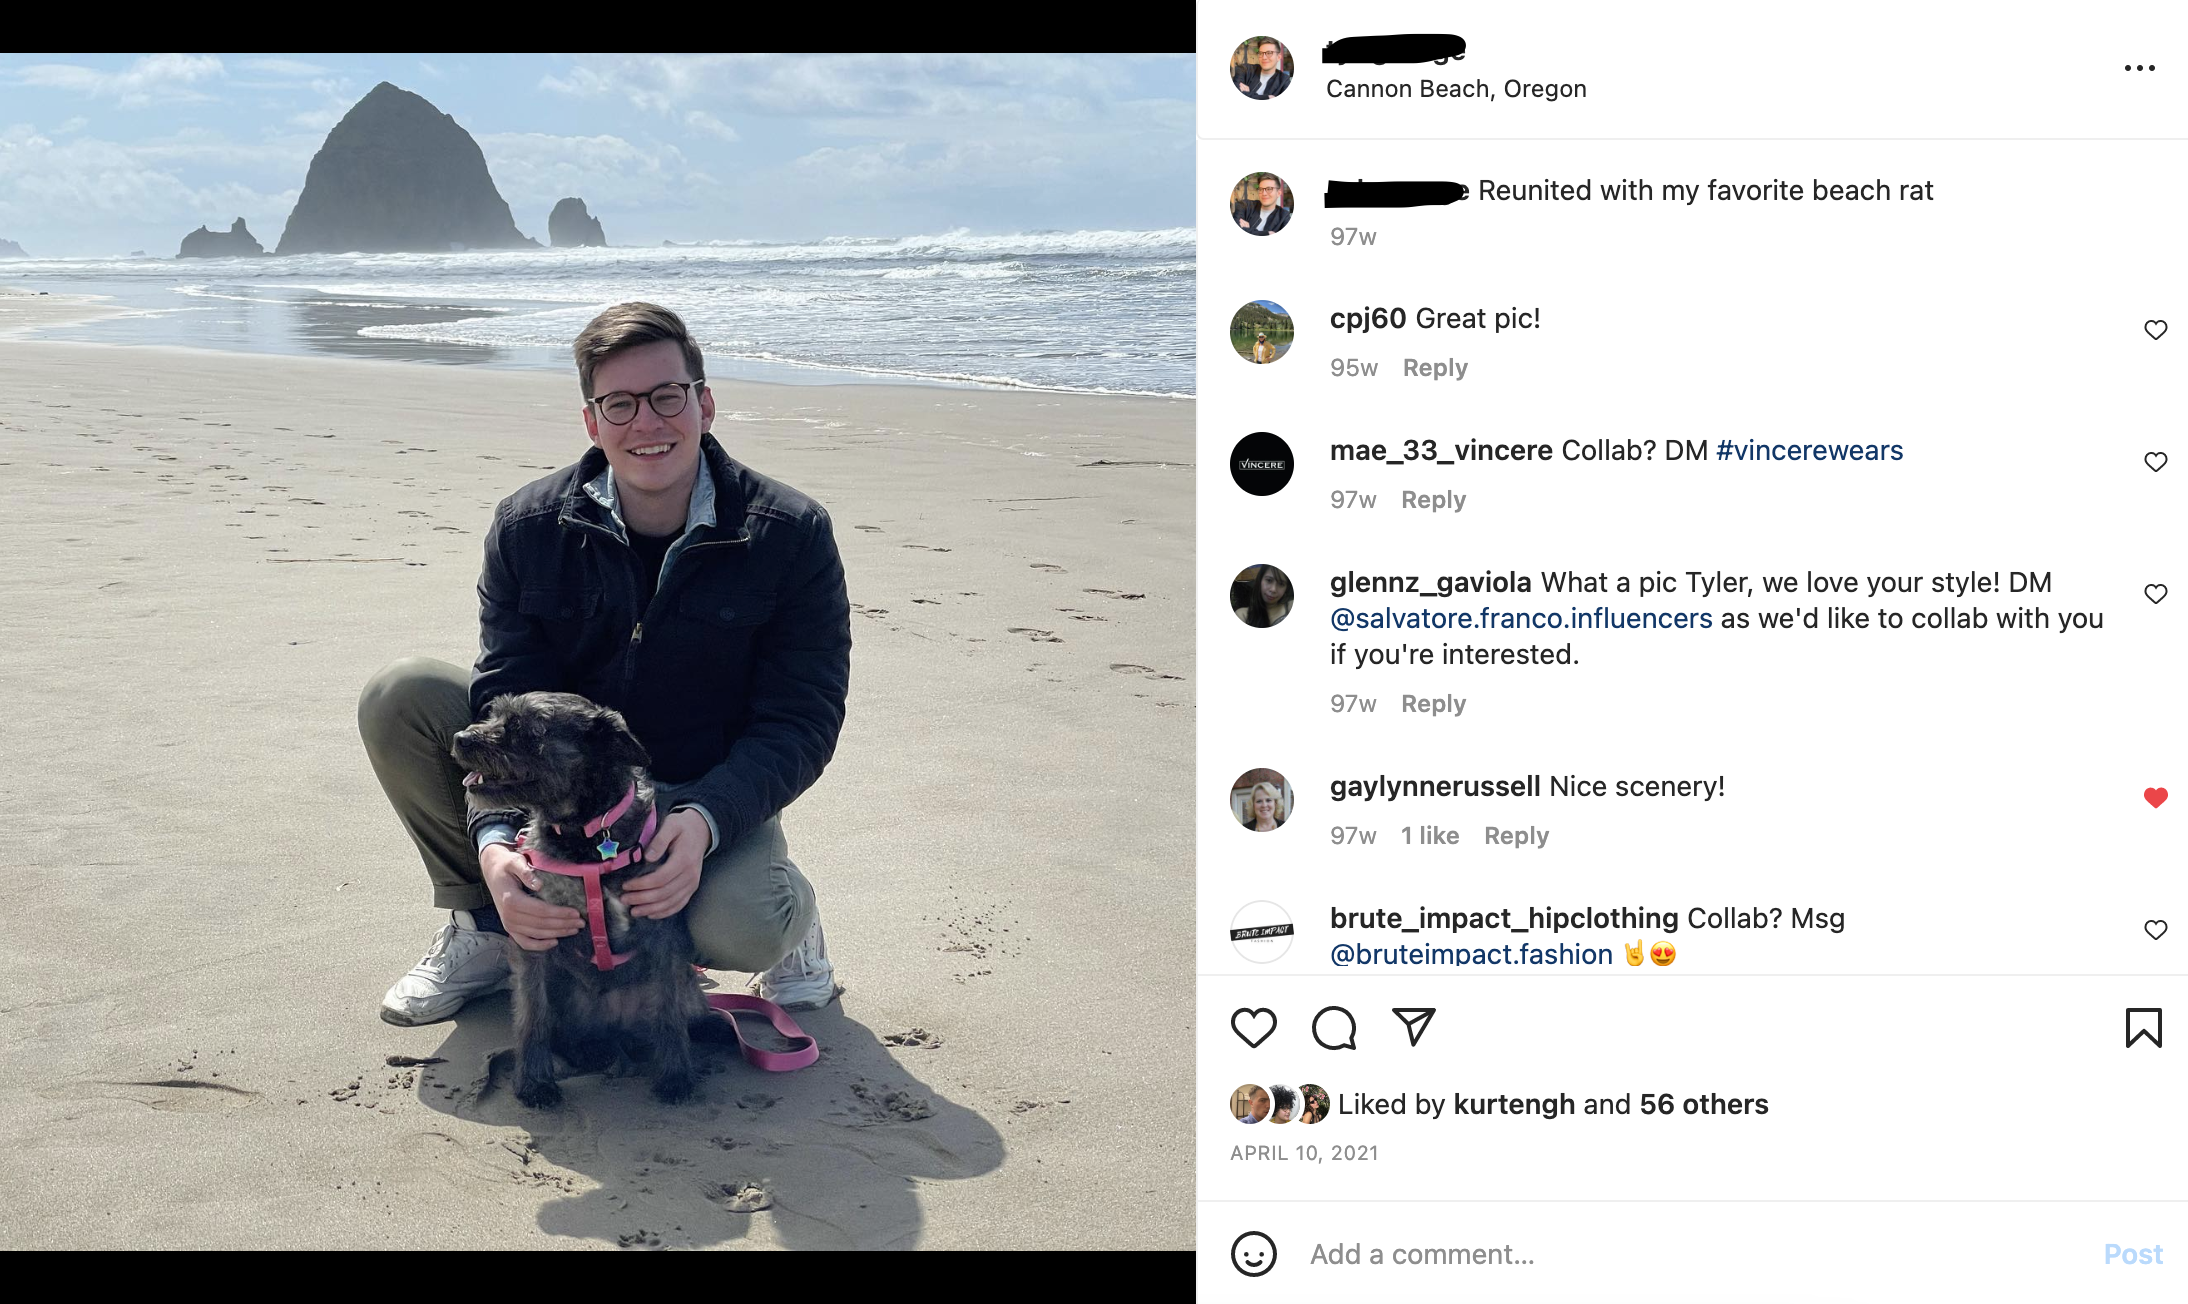 Cannon Beach, Oregon
Reunited with my favorite beach rat
97w
cpj60 Great pic!
95w Reply
VINCERE
mae_33_vincere Collab? DM #vincerewears
97w Reply
glennz_gaviola What a pic Tyler, we love your style! DM
@salvatore.franco.influencers as we'd like to collab with you
if you're interested.
97w Reply
gaylynnerussell Nice scenery!
97w 1 like Reply
BRUTE IMPACT
FASHION
brute_impact_hipclothing Collab? Msg
@bruteimpact.fashion 🤘😍
Liked by kurtengh and 56 others
APRIL 10, 2021
Add a comment...
Post